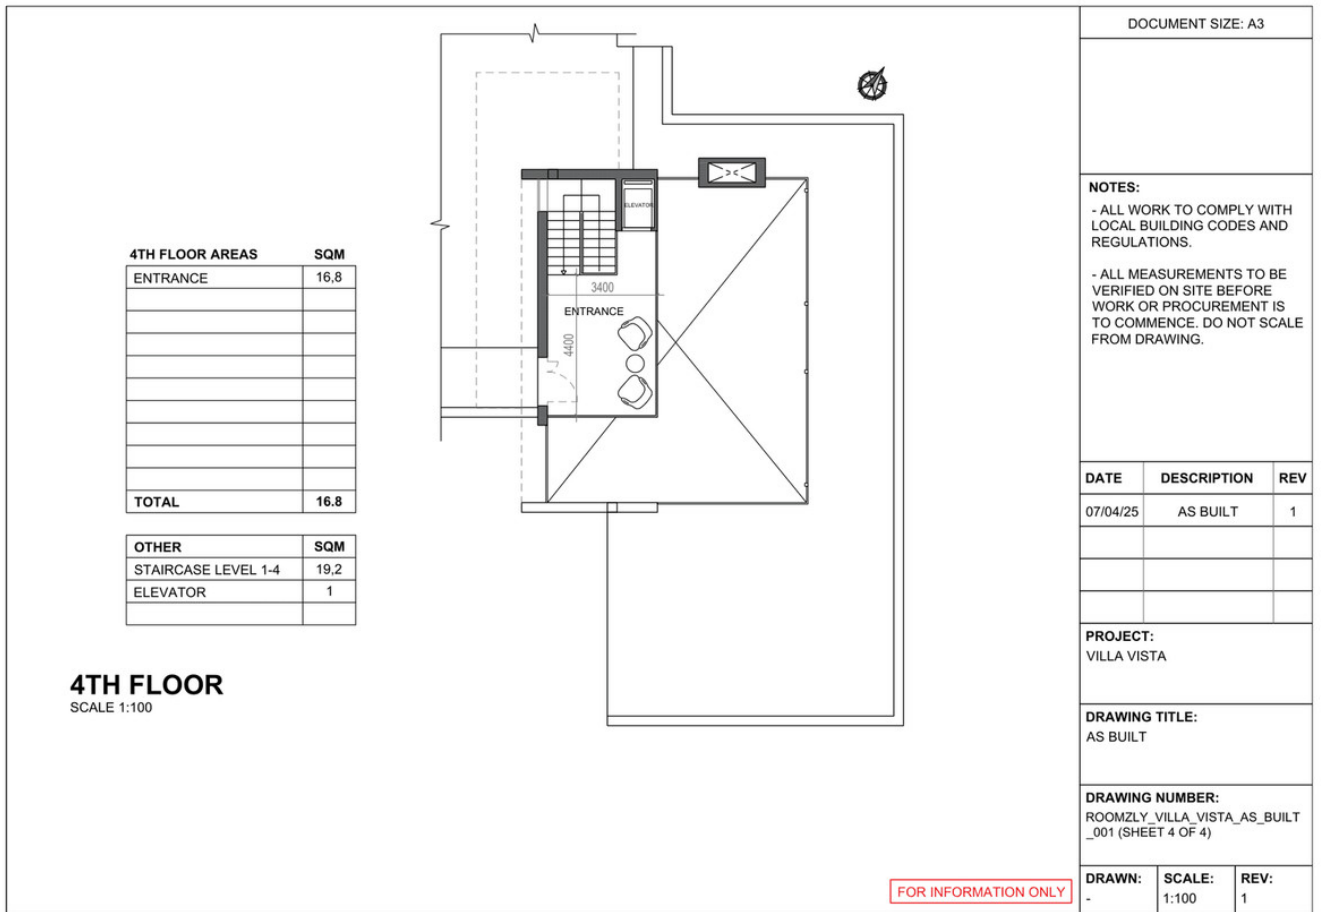 DOCUMENT SIZE: A3
NOTES:
- ALL WORK TO COMPLY WITH
LOCAL BUILDING CODES AND
REGULATIONS.
- ALL MEASUREMENTS TO BE
VERIFIED ON SITE BEFORE
WORK OR PROCUREMENT IS
TO COMMENCE. DO NOT SCALE
FROM DRAWING.
ELEVATOR
3400
ENTRANCE
4400
4TH FLOOR AREAS SQM
ENTRANCE 16,8
TOTAL 16.8
OTHER SQM
STAIRCASE LEVEL 1-4 19,2
ELEVATOR 1
4TH FLOOR
SCALE 1:100
DATE DESCRIPTION REV
07/04/25 AS BUILT 1
PROJECT:
VILLA VISTA
DRAWING TITLE:
AS BUILT
DRAWING NUMBER:
ROOMZLY_VILLA_VISTA_AS_BUILT
_001 (SHEET 4 OF 4)
DRAWN: SCALE: REV:
- 1:100 1
FOR INFORMATION ONLY